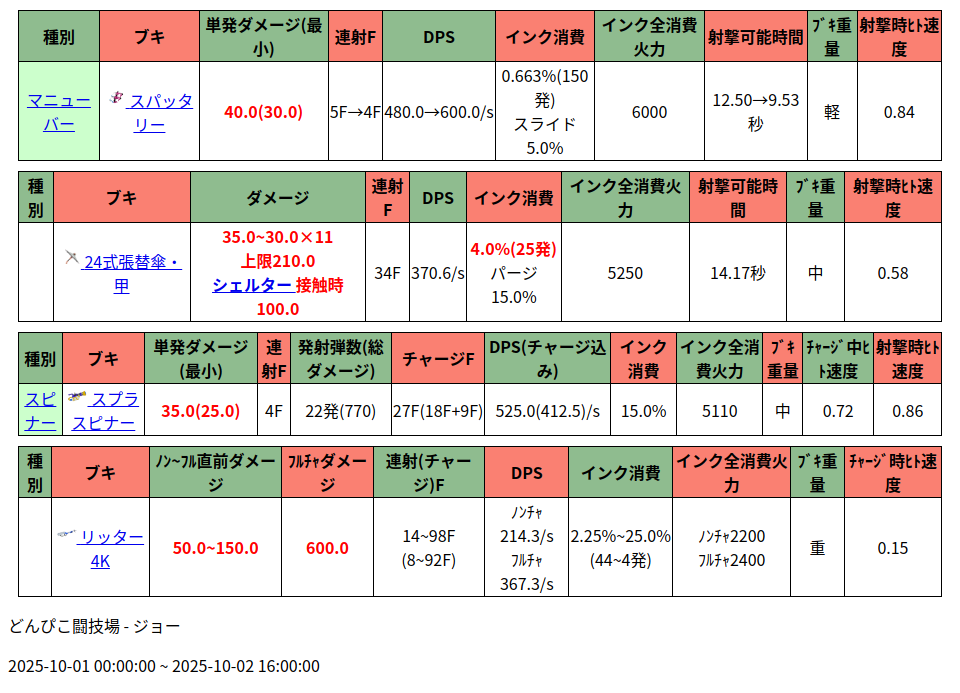 種別 ブキ 単発ダメージ(最小) 連射F DPS インク消費 インク全消費火力 射撃可能時間 ﾌﾞｷ重量 射撃時ﾋﾄ速度
マニューバー スパッタリー 40.0(30.0) 5F→4F 480.0→600.0/s 0.663%(150発) スライド 5.0% 6000 12.50→9.53秒 軽 0.84
種別 ブキ ダメージ 連射F DPS インク消費 インク全消費火力 射撃可能時間 ﾌﾞｷ重量 射撃時ﾋﾄ速度
24式張替傘・甲 35.0~30.0×11 上限210.0 シェルター 接触時 100.0 34F 370.6/s 4.0%(25発) パージ 15.0% 5250 14.17秒 中 0.58
種別 ブキ 単発ダメージ(最小) 連射F 発射弾数(総ダメージ) チャージF DPS(チャージ込み) インク消費 インク全消費火力 ﾌﾞｷ重量 ﾁｬｰｼﾞ中ﾋﾄ速度 射撃時ﾋﾄ速度
スピナー スプラスピナー 35.0(25.0) 4F 22発(770) 27F(18F+9F) 525.0(412.5)/s 15.0% 5110 中 0.72 0.86
種別 ブキ ﾉﾝ~ﾌﾙ直前ダメージ ﾌﾙﾁｬダメージ 連射(チャージ)F DPS インク消費 インク全消費火力 ﾌﾞｷ重量 ﾁｬｰｼﾞ時ﾋﾄ速度
リッター4K 50.0~150.0 600.0 14~98F (8~92F) ﾉﾝﾁｬ 214.3/s ﾌﾙﾁｬ 367.3/s 2.25%~25.0% (44~4発) ﾉﾝﾁｬ2200 ﾌﾙﾁｬ2400 重 0.15
どんぴこ闘技場 - ジョー
2025-10-01 00:00:00 ~ 2025-10-02 16:00:00